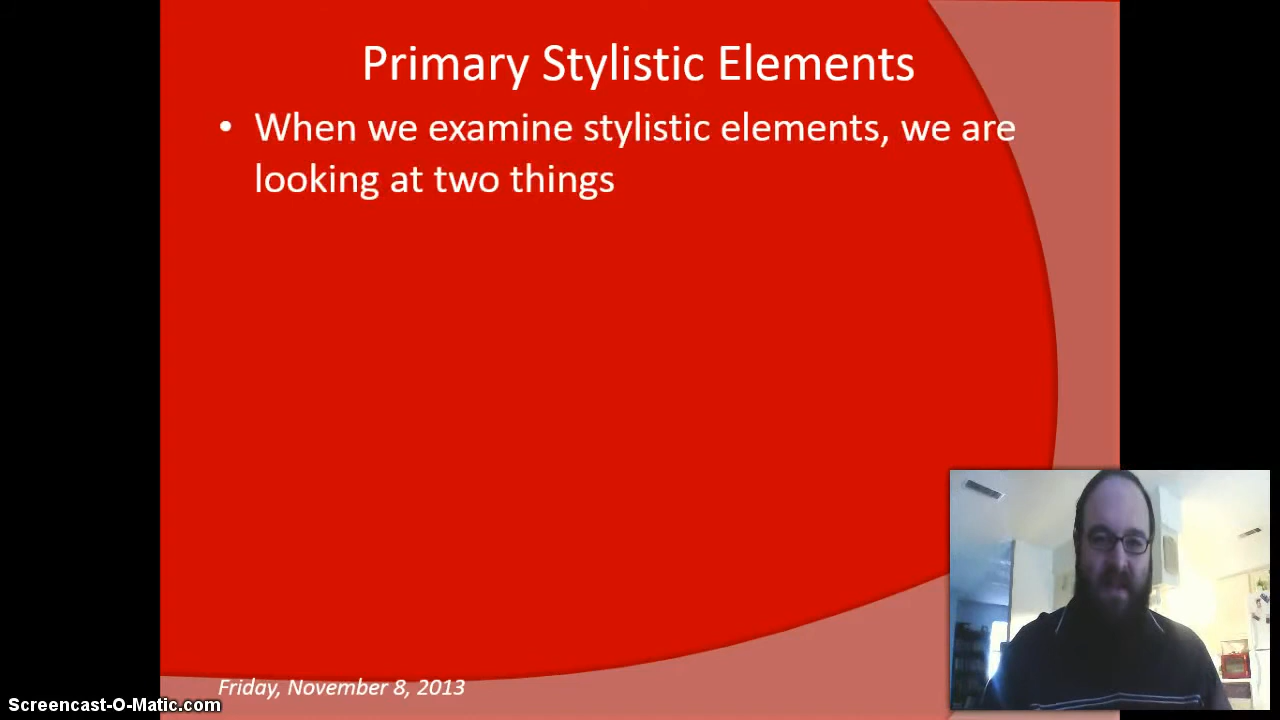 Primary Stylistic Elements
• When we examine stylistic elements, we are
looking at two things
Friday, November 8, 2013
Screencast-O-Matic.com